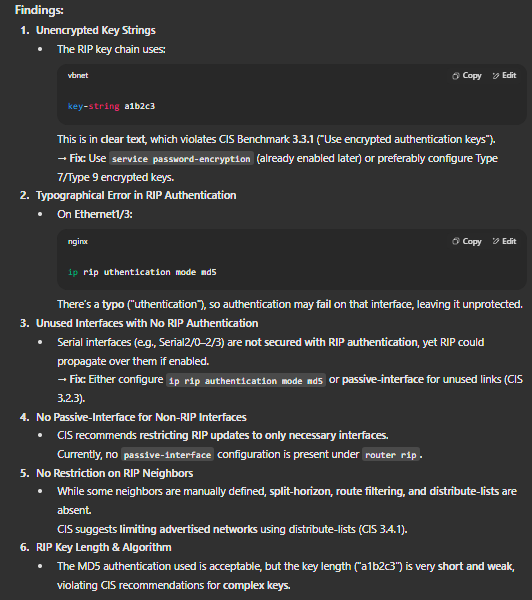 Findings:
1. Unencrypted Key Strings
• The RIP key chain uses:
vbnet Copy Edit
key-string a1b2c3
This is in clear text, which violates CIS Benchmark 3.3.1 ("Use encrypted authentication keys").
→ Fix: Use service password-encryption (already enabled later) or preferably configure Type
7/Type 9 encrypted keys.
2. Typographical Error in RIP Authentication
• On Ethernet1/3:
nginx Copy Edit
ip rip uthentication mode md5
There's a typo ("uthentication"), so authentication may fail on that interface, leaving it unprotected.
3. Unused Interfaces with No RIP Authentication
• Serial interfaces (e.g., Serial2/0–2/3) are not secured with RIP authentication, yet RIP could
propagate over them if enabled.
→ Fix: Either configure ip rip authentication mode md5 or passive-interface for unused links (CIS
3.2.3).
4. No Passive-Interface for Non-RIP Interfaces
• CIS recommends restricting RIP updates to only necessary interfaces.
Currently, no passive-interface configuration is present under router rip.
5. No Restriction on RIP Neighbors
• While some neighbors are manually defined, split-horizon, route filtering, and distribute-lists are
absent.
CIS suggests limiting advertised networks using distribute-lists (CIS 3.4.1).
6. RIP Key Length & Algorithm
• The MD5 authentication used is acceptable, but the key length ("a1b2c3") is very short and weak,
violating CIS recommendations for complex keys.